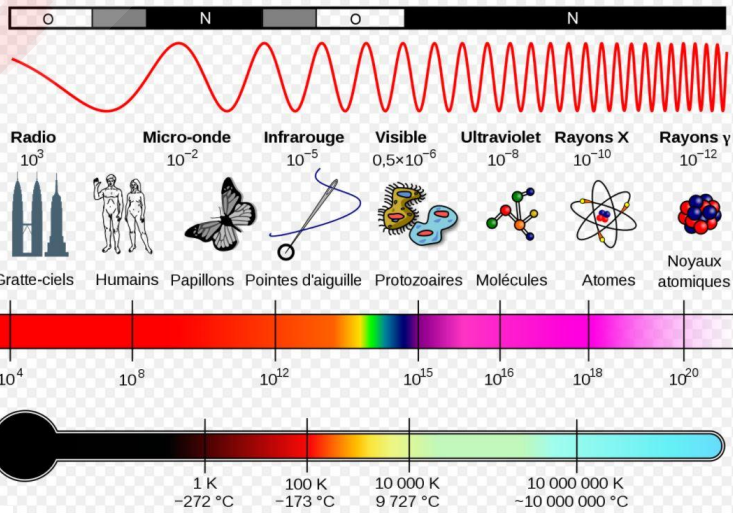 O N O N
Radio Micro-onde Infrarouge Visible Ultraviolet Rayons X Rayons γ
10³ 10⁻² 10⁻⁵ 0,5×10⁻⁶ 10⁻⁸ 10⁻¹⁰ 10⁻¹²
Gratte-ciels Humains Papillons Pointes d'aiguille Protozoaires Molécules Atomes Noyaux
atomiques
10⁴ 10⁸ 10¹² 10¹⁵ 10¹⁶ 10¹⁸ 10²⁰
1 K 100 K 10 000 K 10 000 000 K
−272 °C −173 °C 9 727 °C ~10 000 000 °C